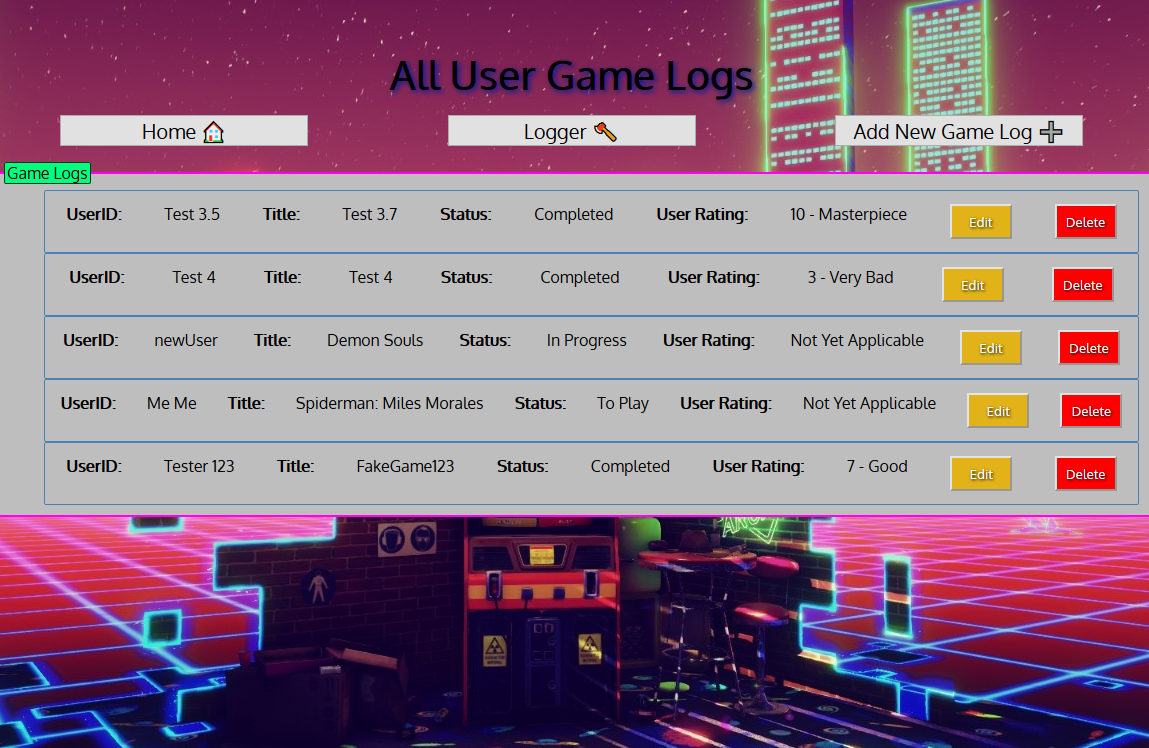 All User Game Logs
Home Logger Add New Game Log
Game Logs
UserID: Test 3.5 Title: Test 3.7 Status: Completed User Rating: 10 - Masterpiece Edit Delete
UserID: Test 4 Title: Test 4 Status: Completed User Rating: 3 - Very Bad Edit Delete
UserID: newUser Title: Demon Souls Status: In Progress User Rating: Not Yet Applicable Edit Delete
UserID: Me Me Title: Spiderman: Miles Morales Status: To Play User Rating: Not Yet Applicable Edit Delete
UserID: Tester 123 Title: FakeGame123 Status: Completed User Rating: 7 - Good Edit Delete